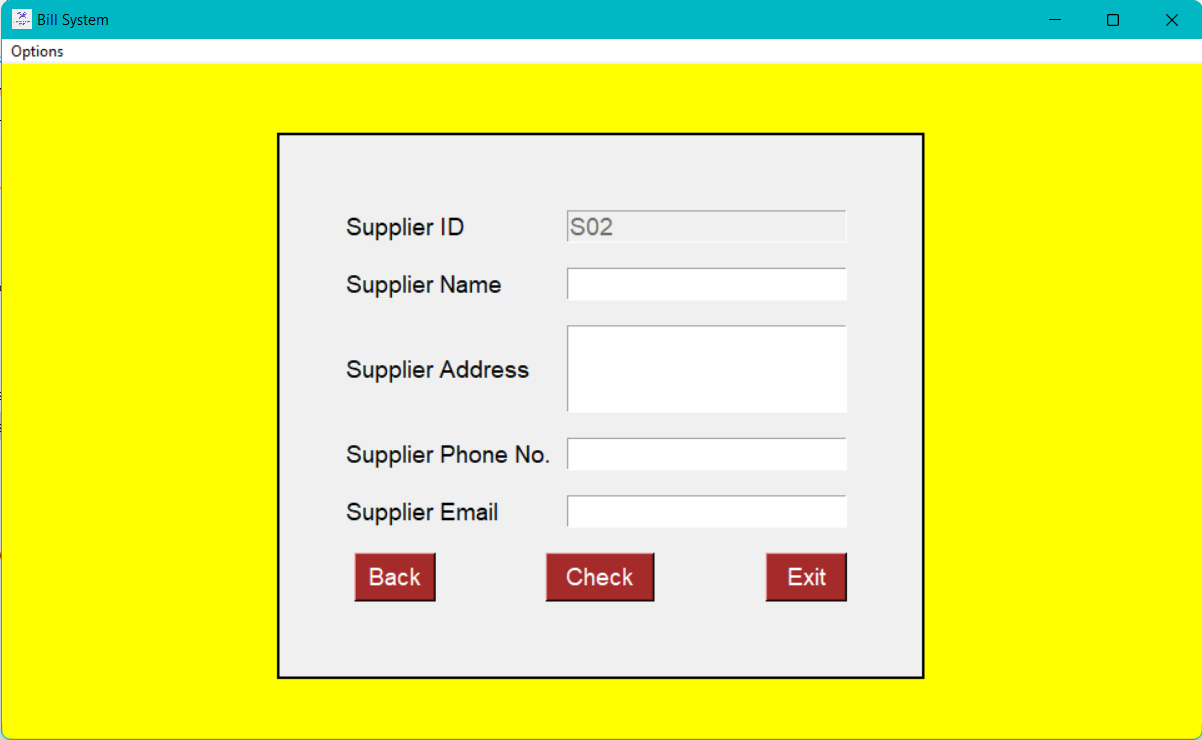 Bill System
Options
Supplier ID S02
Supplier Name
Supplier Address
Supplier Phone No.
Supplier Email
Back Check Exit